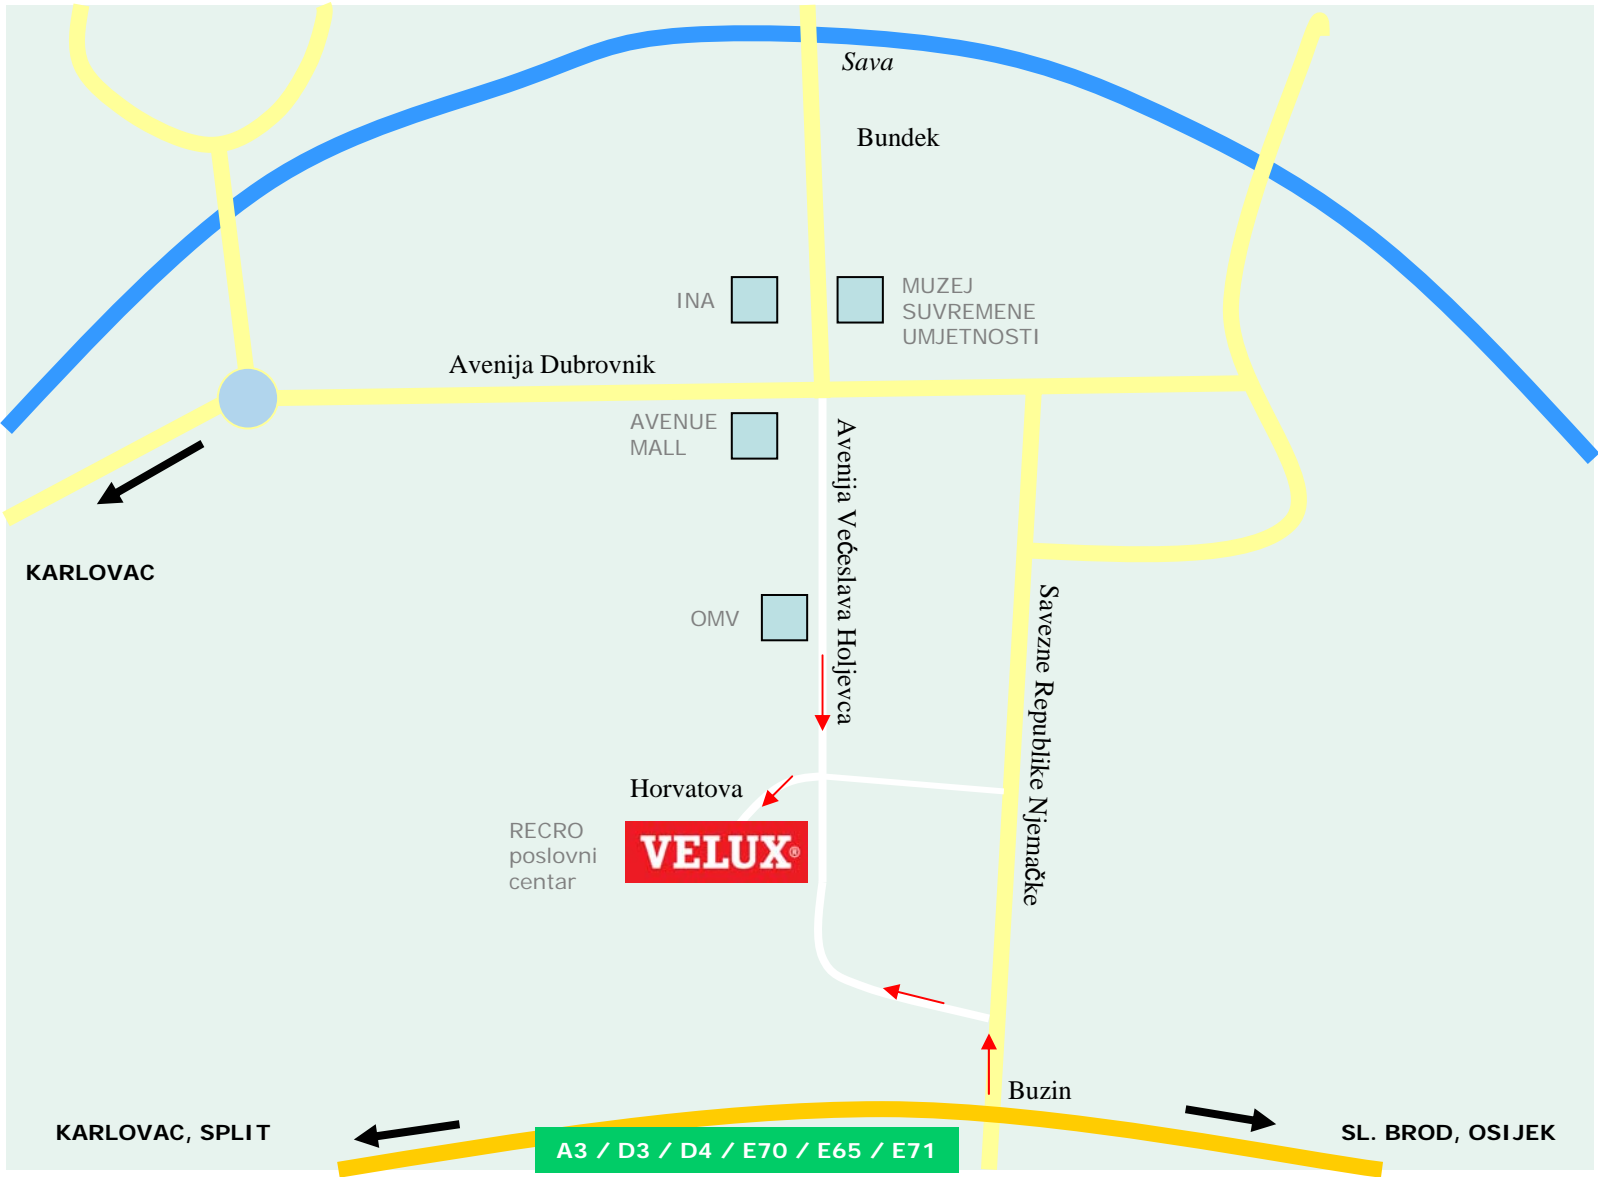 Sava
Bundek
INA
MUZEJ
SUVREMENE
UMJETNOSTI
Avenija Dubrovnik
AVENUE
MALL
Avenija Većeslava Holjevca
KARLOVAC
OMV
Savezne Republike Njemačke
Horvatova
RECRO
poslovni
centar
VELUX®
Buzin
KARLOVAC, SPLIT
A3 / D3 / D4 / E70 / E65 / E71
SL. BROD, OSIJEK